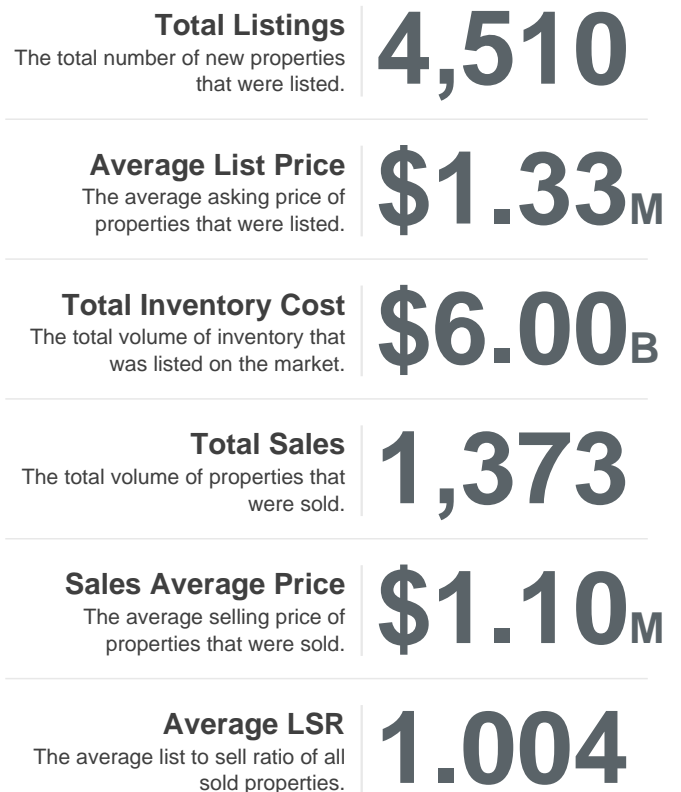 Total Listings
The total number of new properties
that were listed.
4,510
Average List Price
The average asking price of
properties that were listed.
$1.33M
Total Inventory Cost
The total volume of inventory that
was listed on the market.
$6.00B
Total Sales
The total volume of properties that
were sold.
1,373
Sales Average Price
The average selling price of
properties that were sold.
$1.10M
Average LSR
The average list to sell ratio of all
sold properties.
1.004